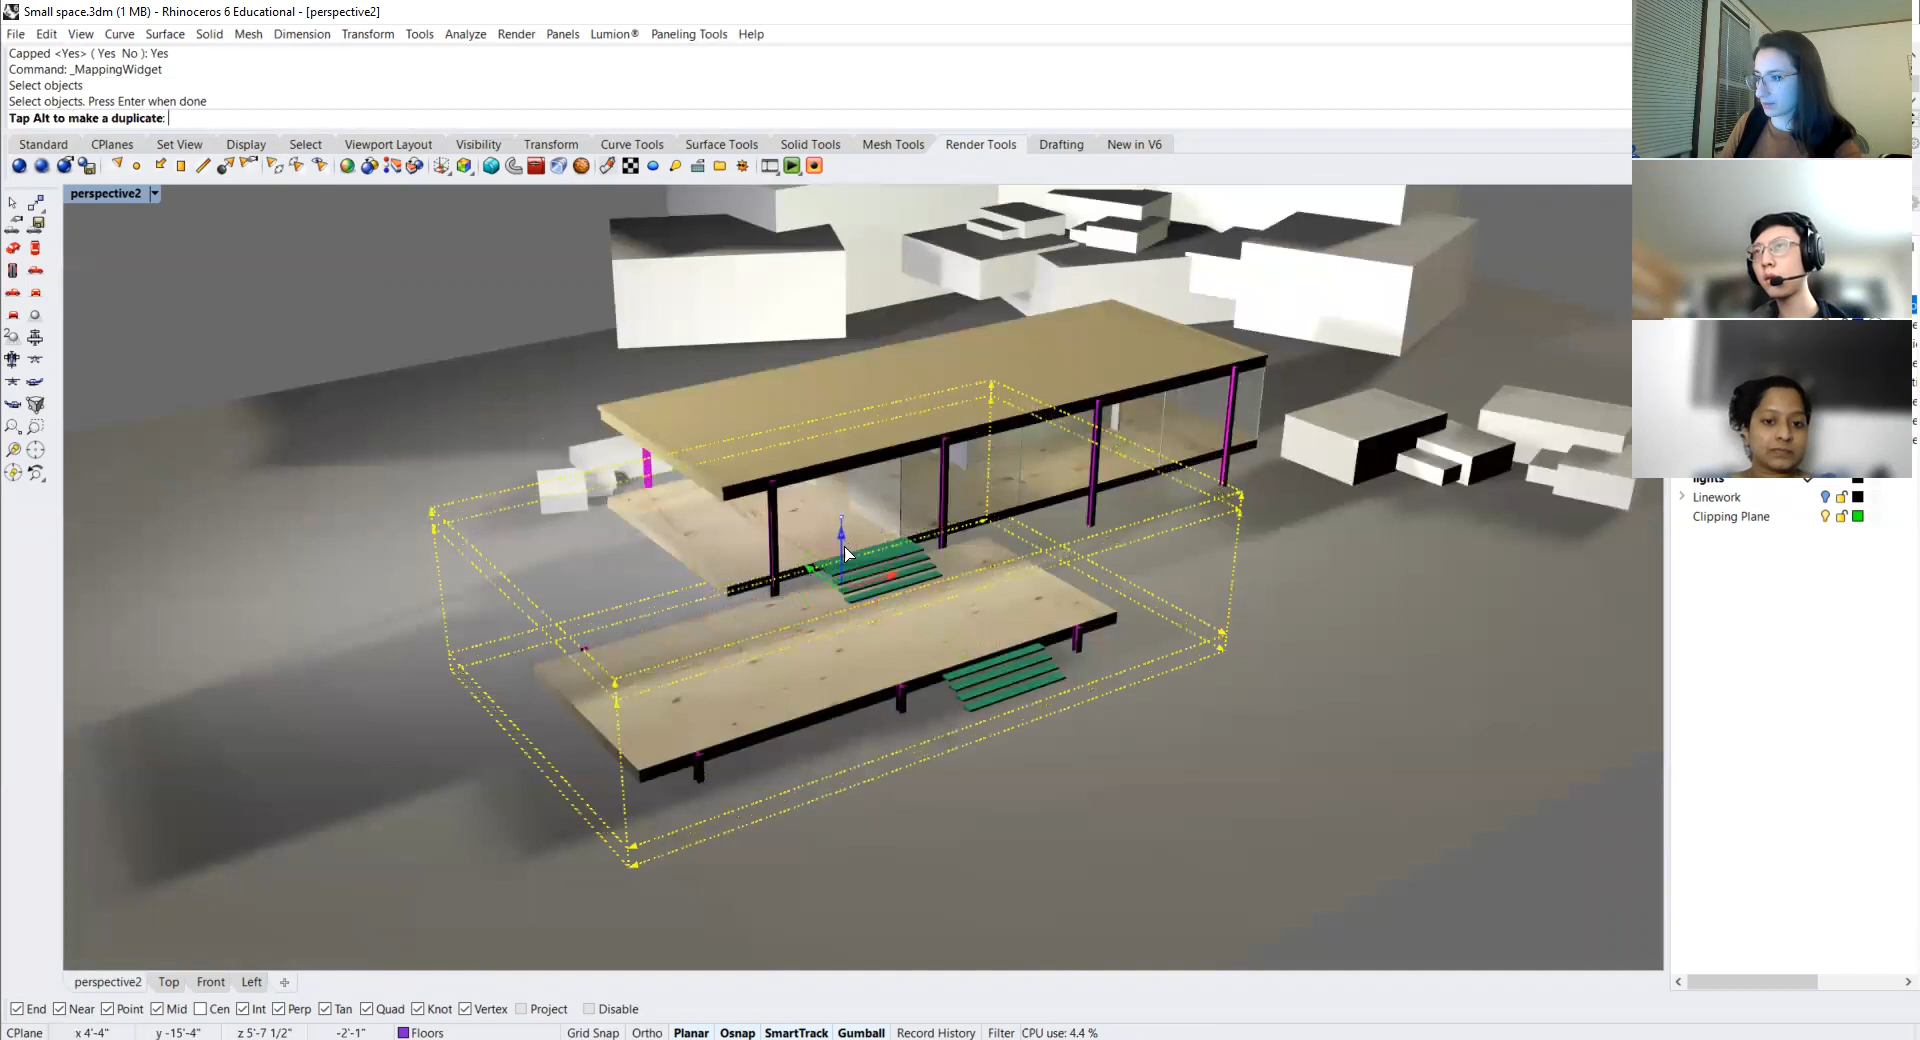 Small space.3dm (1 MB) - Rhinoceros 6 Educational - [perspective2]
File Edit View Curve Surface Solid Mesh Dimension Transform Tools Analyze Render Panels Lumion® Paneling Tools Help
Capped <Yes> ( Yes No ): Yes
Command: _MappingWidget
Select objects
Select objects. Press Enter when done
Tap Alt to make a duplicate:
Standard CPlanes Set View Display Select Viewport Layout Visibility Transform Curve Tools Surface Tools Solid Tools Mesh Tools Render Tools Drafting New in V6
perspective2
lights
Linework
Clipping Plane
perspective2 Top Front Left
End Near Point Mid Cen Int Perp Tan Quad Knot Vertex Project Disable
CPlane x 4'-4" y -15'-4" z 5'-7 1/2" -2'-1" Floors Grid Snap Ortho Planar Osnap SmartTrack Gumball Record History Filter CPU use: 4.4 %